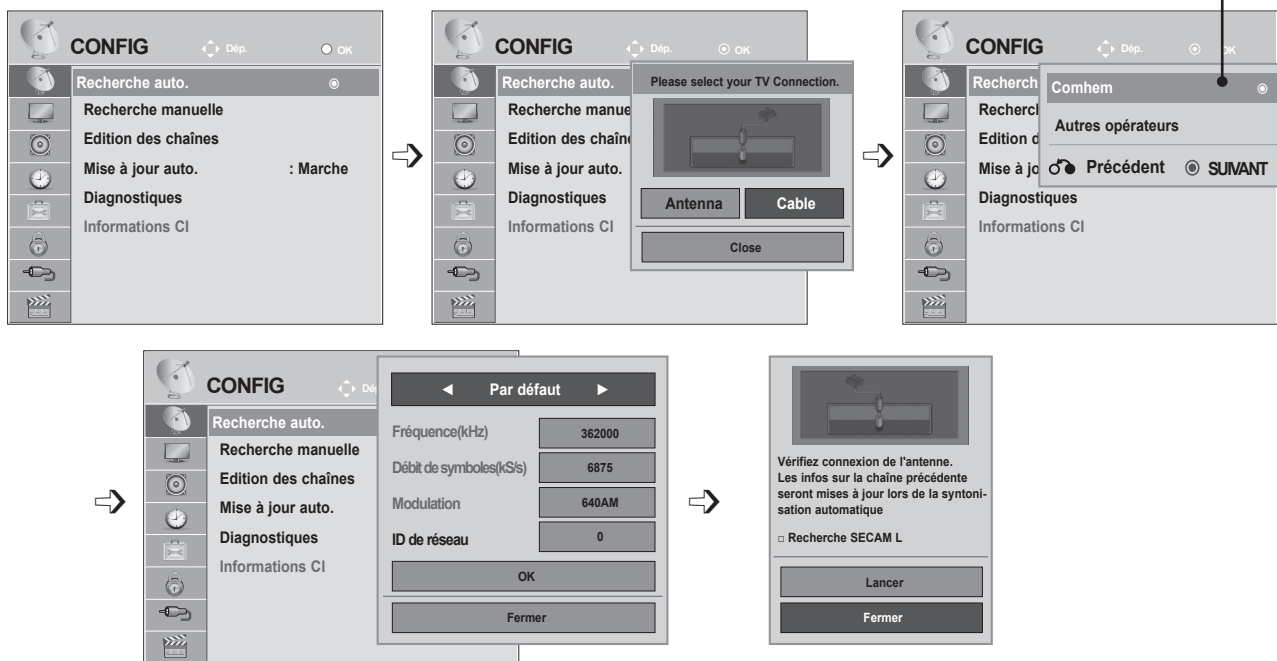 CONFIG
Dép.
OK
Recherche auto.
Recherche manuelle
Edition des chaînes
Mise à jour auto. : Marche
Diagnostiques
Informations CI
CONFIG
Dép.
OK
Recherche auto.
Recherche manue
Edition des chaîn
Mise à jour auto.
Diagnostiques
Informations CI
Please select your TV Connection.
Antenna Cable
Close
CONFIG
Dép.
OK
Recherch
Recherc
Edition d
Mise à jo
Diagnostiques
Informations CI
Comhem
Autres opérateurs
Précédent SUIVANT
CONFIG
Dé
Recherche auto.
Recherche manuelle
Edition des chaînes
Mise à jour auto.
Diagnostiques
Informations CI
◄ Par défaut ►
Fréquence(kHz) 362000
Débit de symboles(kS/s) 6875
Modulation 640AM
ID de réseau 0
OK
Fermer
Vérifiez connexion de l'antenne.
Les infos sur la chaîne précédente
seront mises à jour lors de la syntoni-
sation automatique
□ Recherche SECAM L
Lancer
Fermer